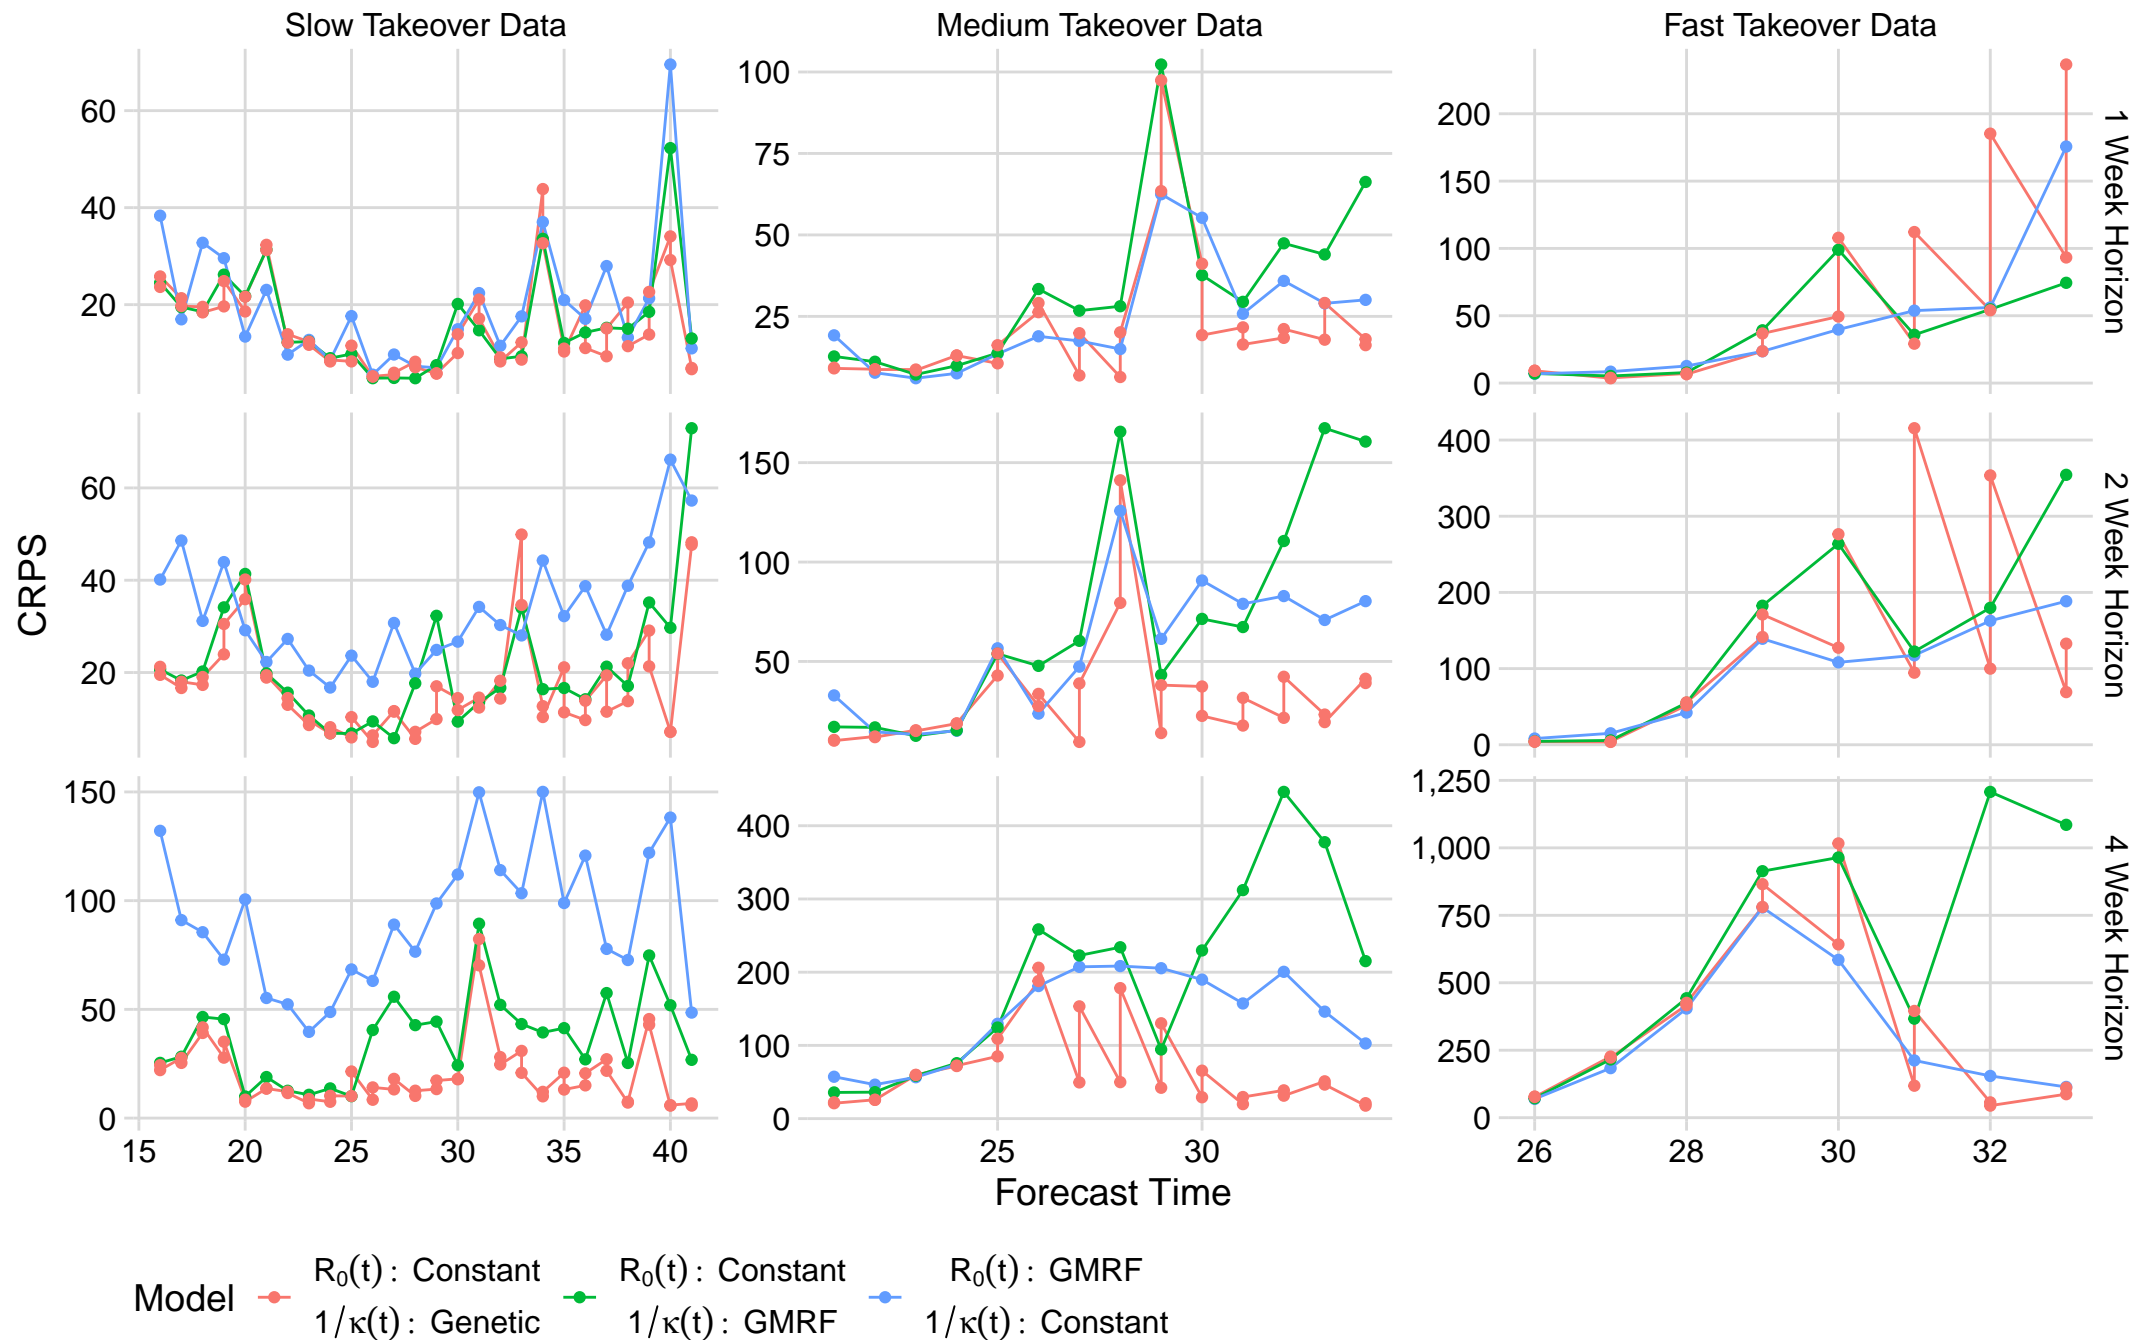 Slow Takeover Data
Medium Takeover Data
Fast Takeover Data
60
40
20
100
75
50
25
200
150
100
50
0
1 Week Horizon
60
40
20
150
100
50
400
300
200
100
0
2 Week Horizon
CRPS
150
100
50
0
400
300
200
100
0
1,250
1,000
750
500
250
0
4 Week Horizon
15 20 25 30 35 40
25 30
26 28 30 32
Forecast Time
Model
R₀(t) : Constant
1/κ(t) : Genetic
R₀(t) : Constant
1/κ(t) : GMRF
R₀(t) : GMRF
1/κ(t) : Constant